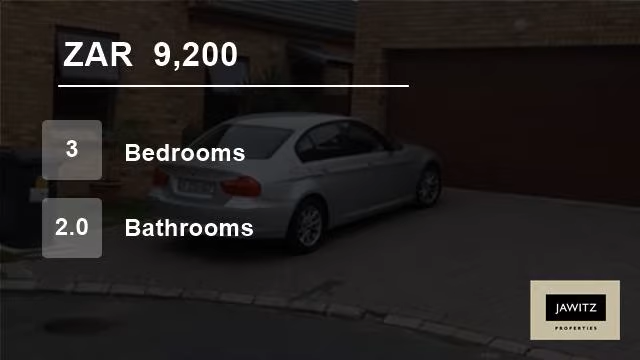 ZAR 9,200
3
Bedrooms
2.0
Bathrooms
JAWITZ
PROPERTIES